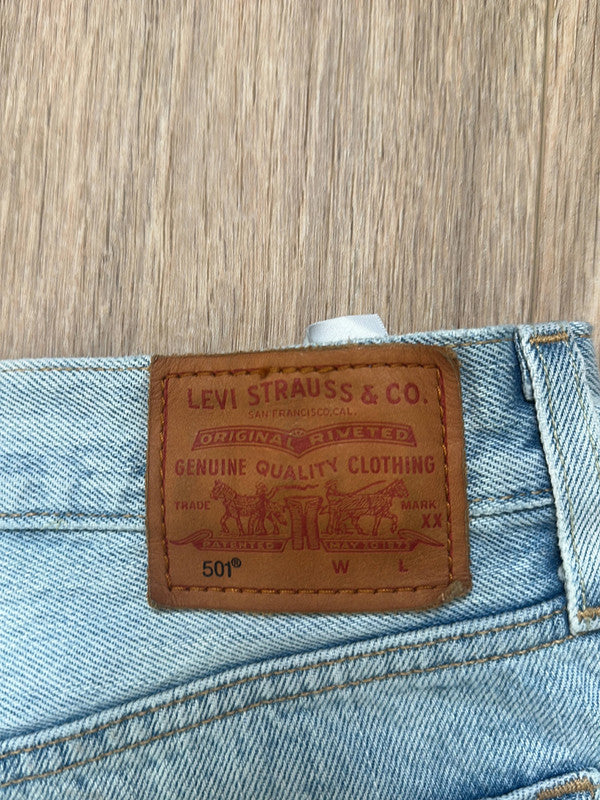 LEVI STRAUSS & CO.
SAN FRANCISCO, CAL.
ORIGINAL RIVETED
GENUINE QUALITY CLOTHING
TRADE MARK
XX
PATENTED MAY 20 1873
501® W L